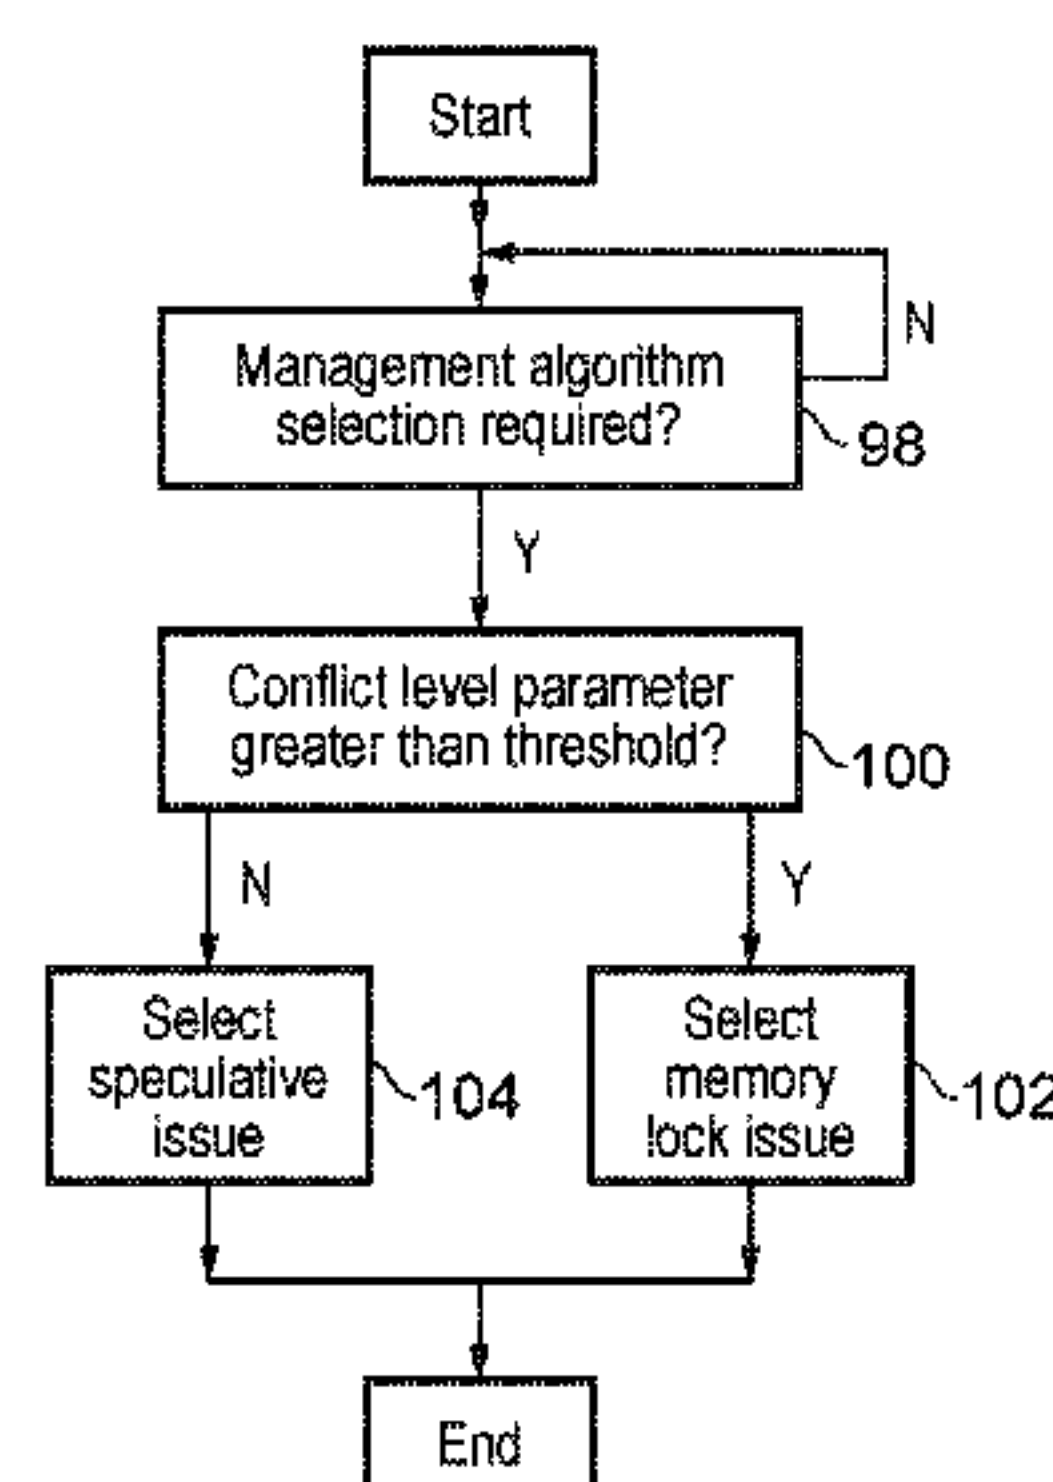 Start
N
Management algorithm
selection required?
98
Y
Conflict level parameter
greater than threshold?
100
N
Y
Select
speculative
issue
104
Select
memory
lock issue
102
End